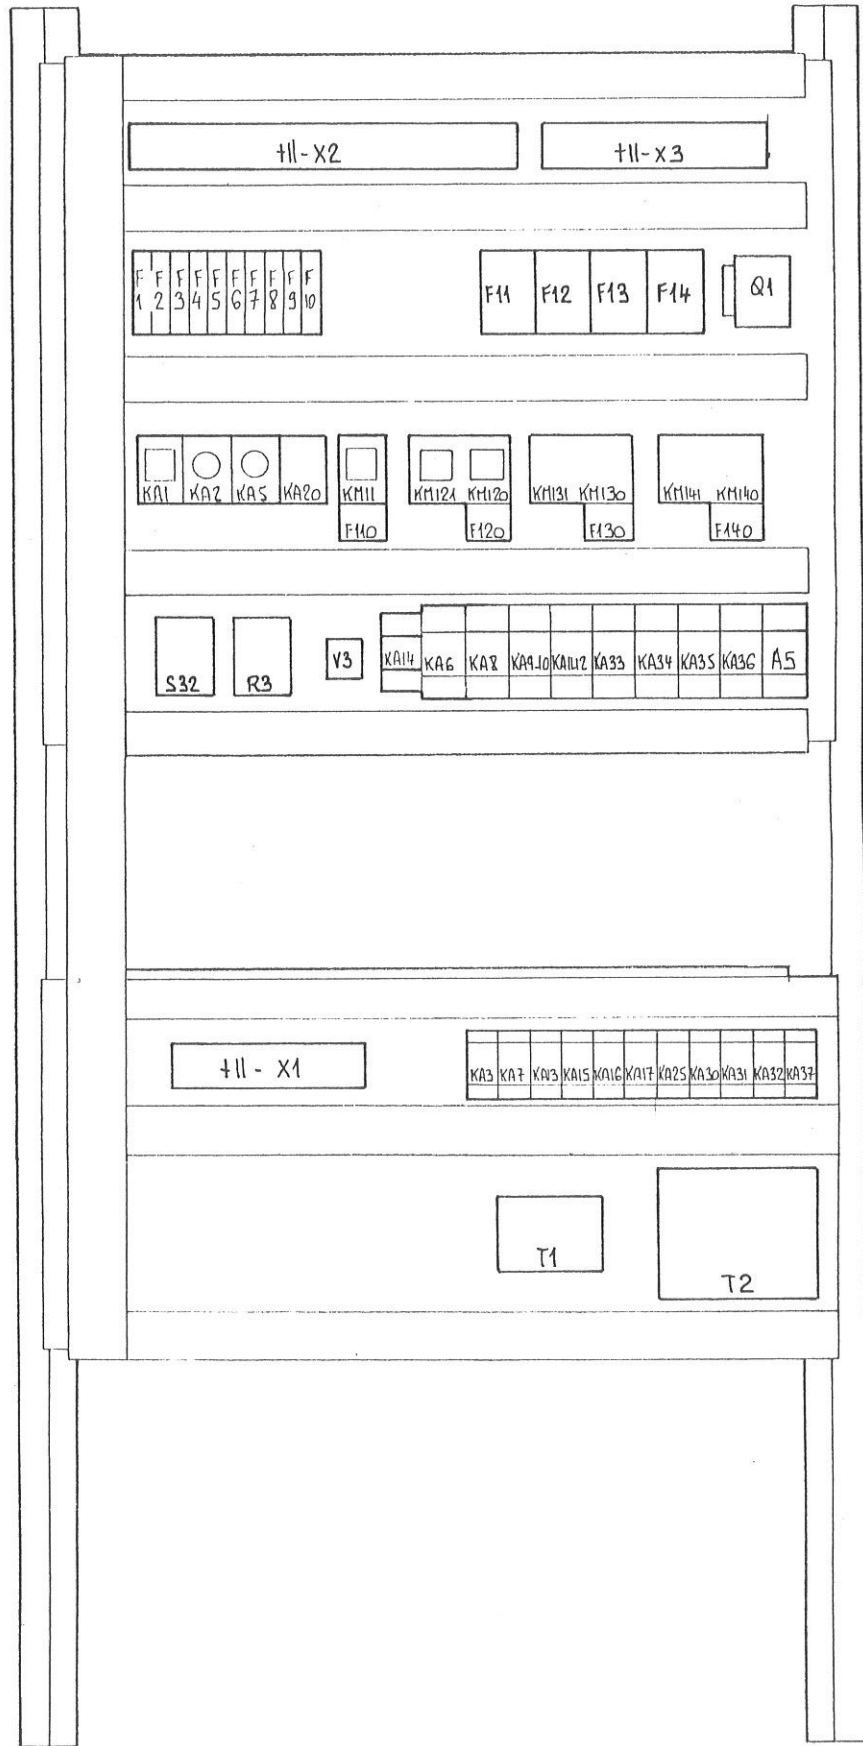 +11-X2 +11-X3
F1 F2 F3 F4 F5 F6 F7 F8 F9 F10 F11 F12 F13 F14 Q1
KA1 KA2 KA5 KA20 KM11 KM121 KM120 KM131 KM130 KM141 KM140
F110 F120 F130 F140
S32 R3 V3 KA14 KA6 KA8 KA9-10 KA11-12 KA33 KA34 KA35 KA36 A5
+11 - X1 KA3 KA7 KA13 KA15 KA16 KA17 KA25 KA30 KA31 KA32 KA37
T1 T2